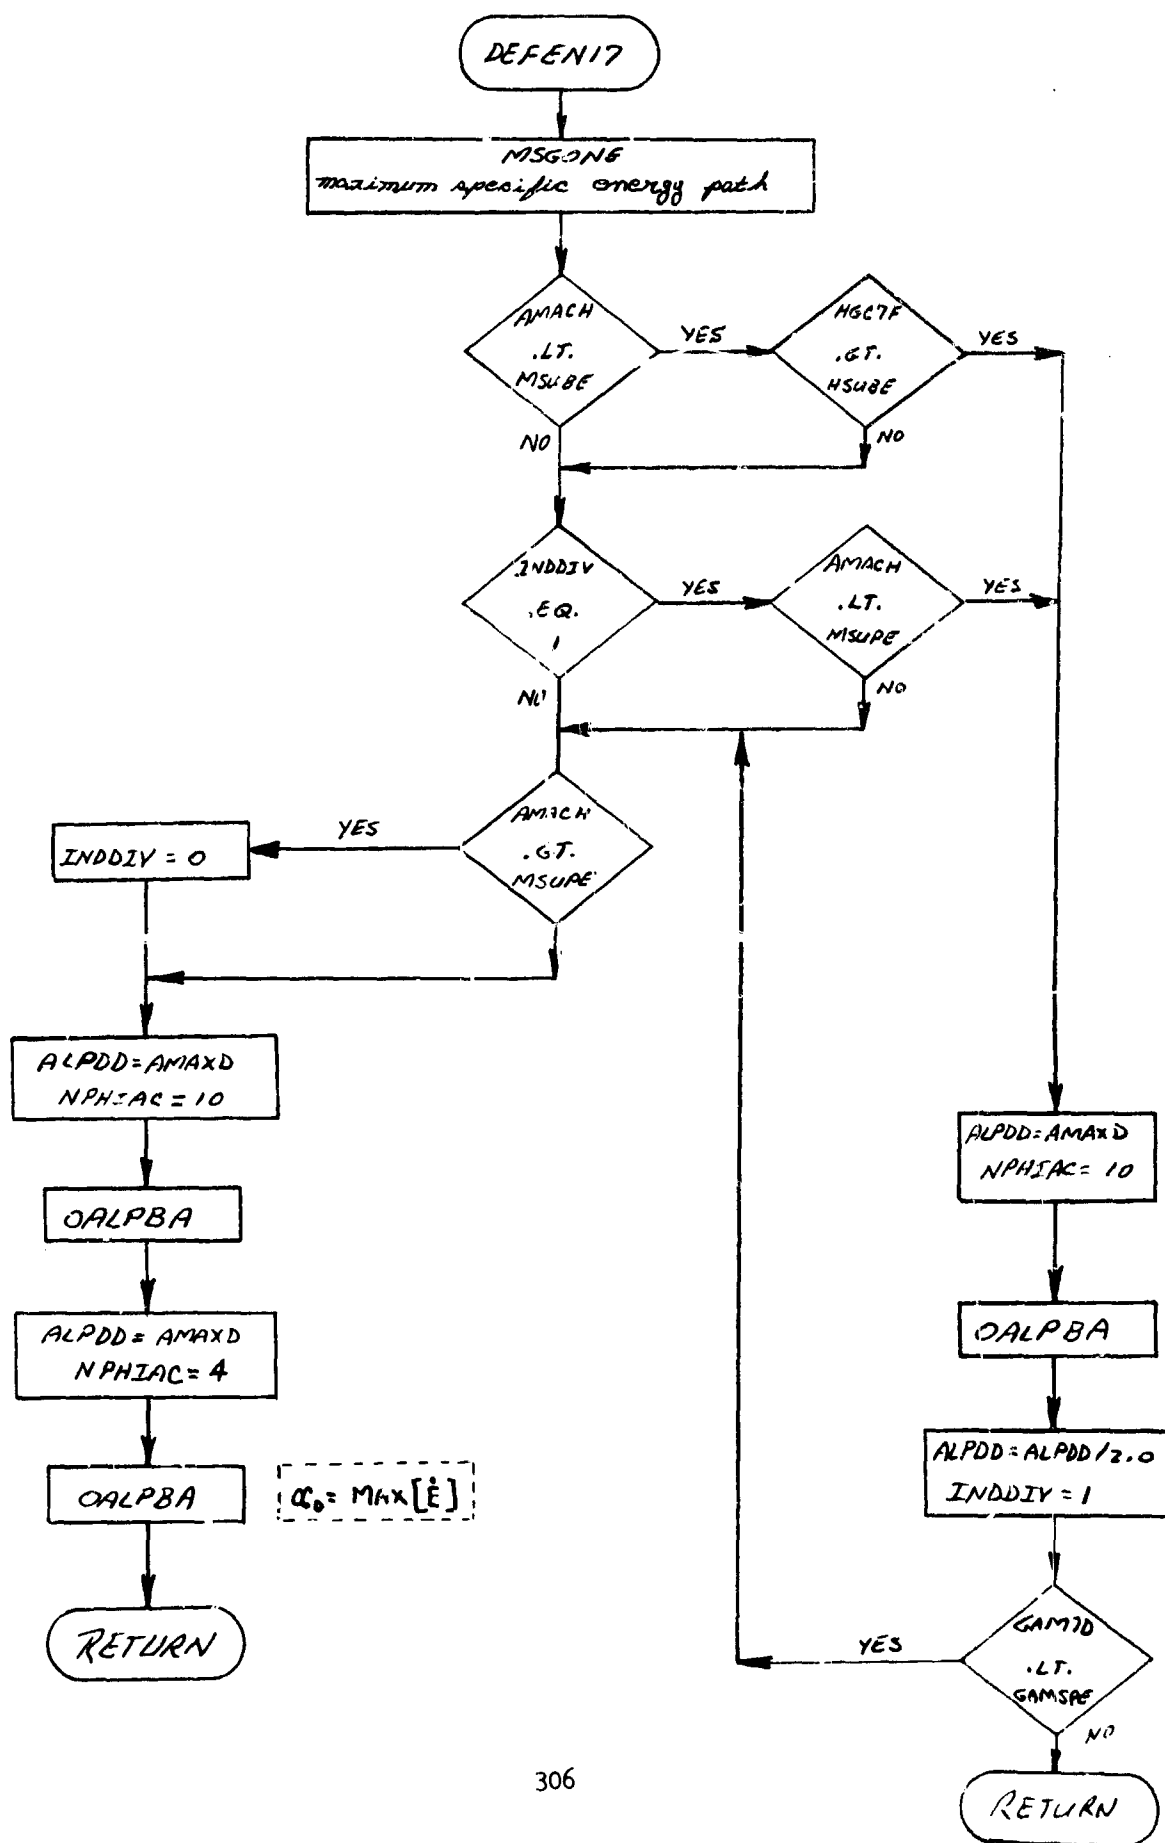 DEFEN17
MSGONE
maximum specific energy path
AMACH
.LT.
MSUBE
YES
HGC7F
.GT.
HSUBE
YES
NO
NO
INDDIV
.EQ.
1
YES
AMACH
.LT.
MSUPE
YES
NO
NO
AMACH
.GT.
MSUPE
YES
INDDIV = 0
ALPDD=AMAXD
NPHIAC=10
ALPDD=AMAXD
NPHIAC= 10
OALPBA
OALPBA
ALPDD= AMAXD
NPHIAC=4
ALPDD=ALPDD/2.0
INDDIV=1
OALPBA
α_D= MAX[Ė]
GAM7D
.LT.
GAMSPE
YES
NO
RETURN
RETURN
306